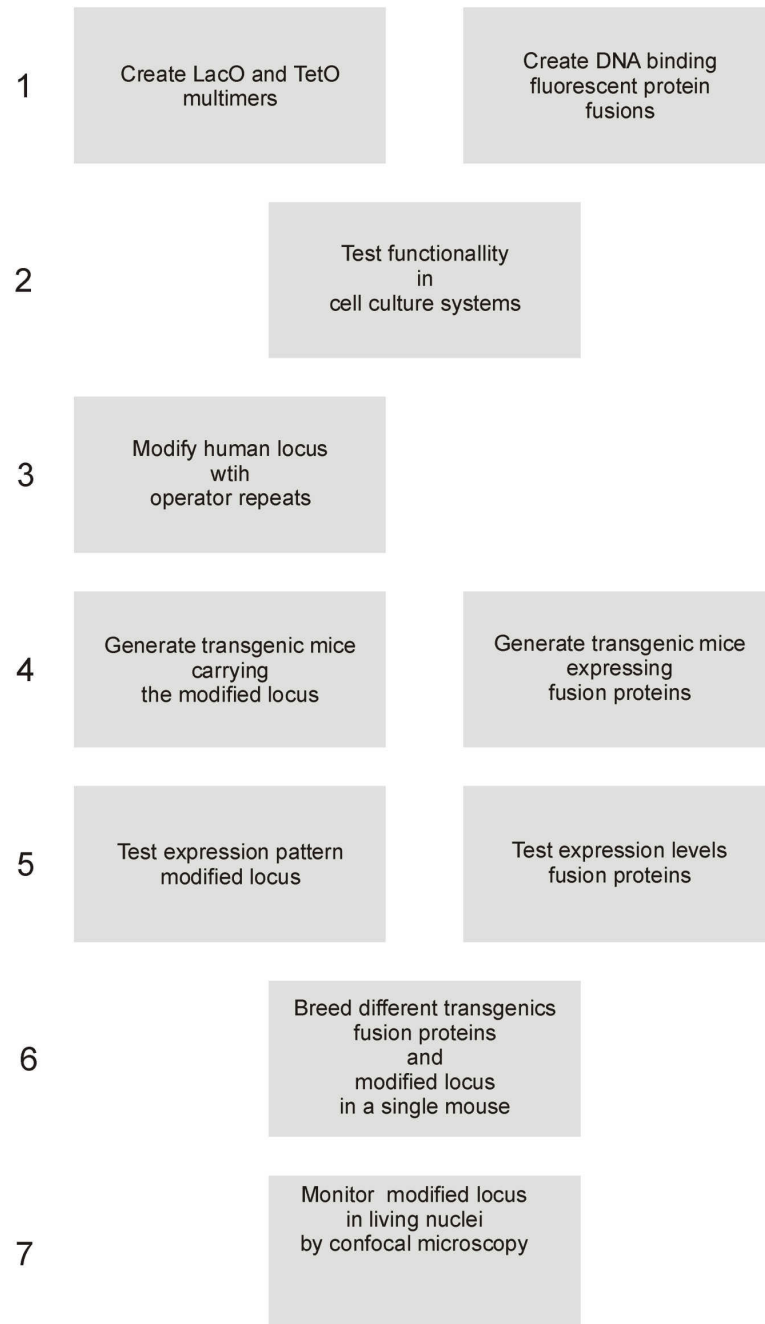 1
Create LacO and TetO
multimers
Create DNA binding
fluorescent protein
fusions
2
Test functionallity
in
cell culture systems
3
Modify human locus
wtih
operator repeats
4
Generate transgenic mice
carrying
the modified locus
Generate transgenic mice
expressing
fusion proteins
5
Test expression pattern
modified locus
Test expression levels
fusion proteins
6
Breed different transgenics
fusion proteins
and
modified locus
in a single mouse
7
Monitor modified locus
in living nuclei
by confocal microscopy